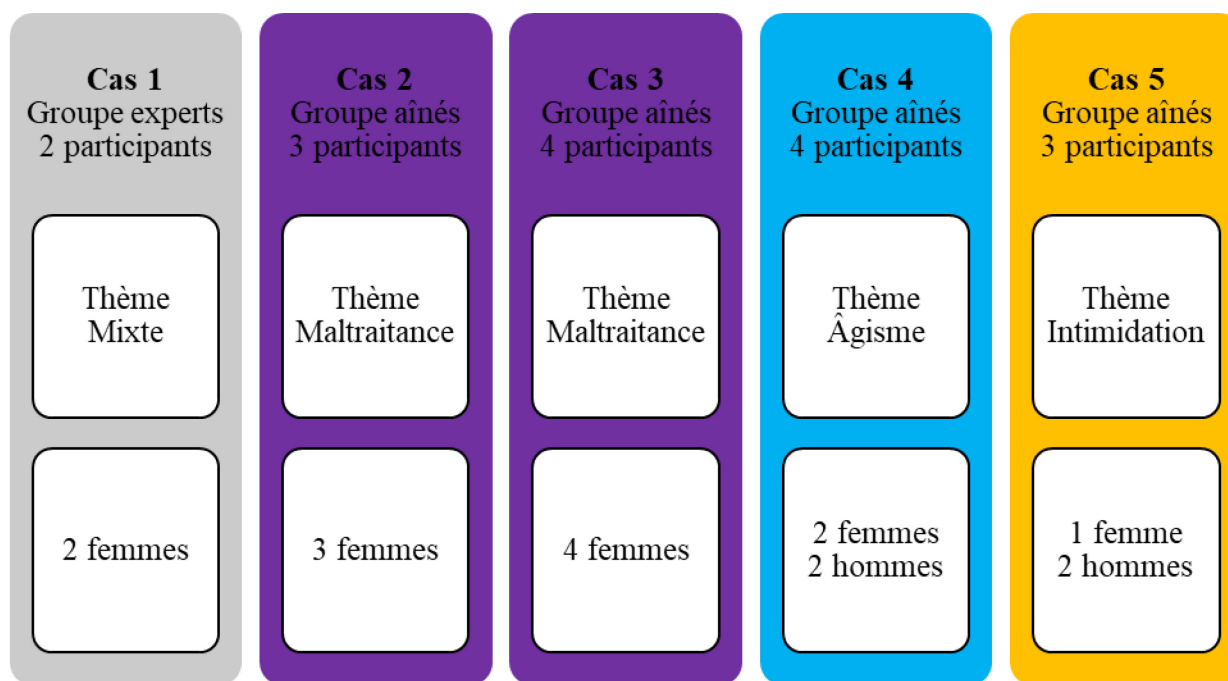 Cas 1
Groupe experts
2 participants
Thème
Mixte
2 femmes
Cas 2
Groupe aînés
3 participants
Thème
Maltraitance
3 femmes
Cas 3
Groupe aînés
4 participants
Thème
Maltraitance
4 femmes
Cas 4
Groupe aînés
4 participants
Thème
Âgisme
2 femmes
2 hommes
Cas 5
Groupe aînés
3 participants
Thème
Intimidation
1 femme
2 hommes